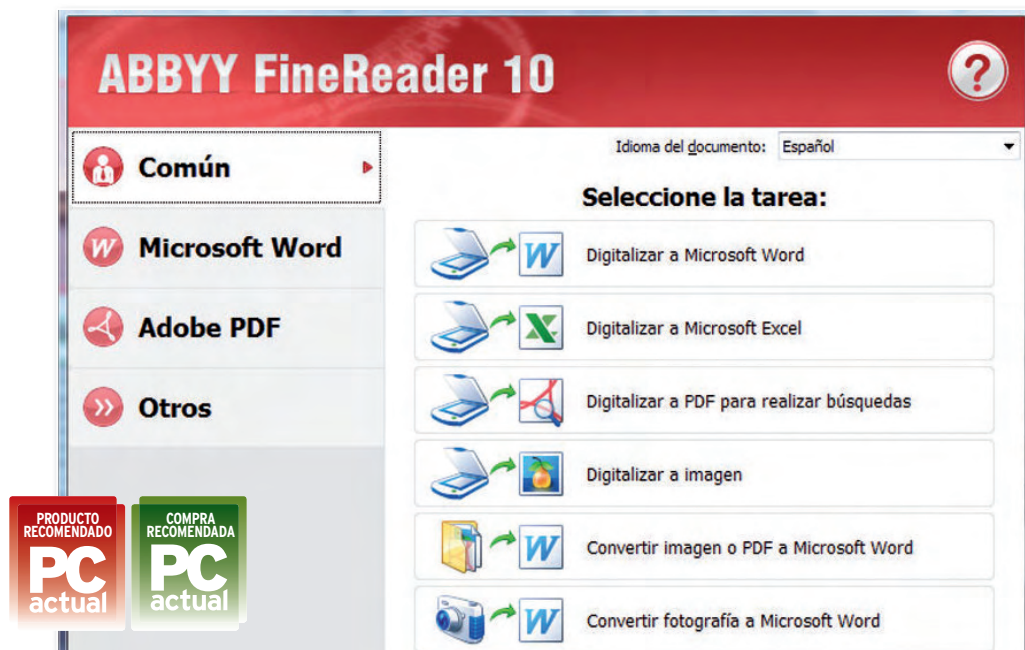 ABBYY FineReader 10
?
Común
Microsoft Word
Adobe PDF
Otros
Idioma del documento: Español
Seleccione la tarea:
Digitalizar a Microsoft Word
Digitalizar a Microsoft Excel
Digitalizar a PDF para realizar búsquedas
Digitalizar a imagen
Convertir imagen o PDF a Microsoft Word
Convertir fotografía a Microsoft Word
PRODUCTO
RECOMENDADO
PC
actual
COMPRA
RECOMENDADA
PC
actual